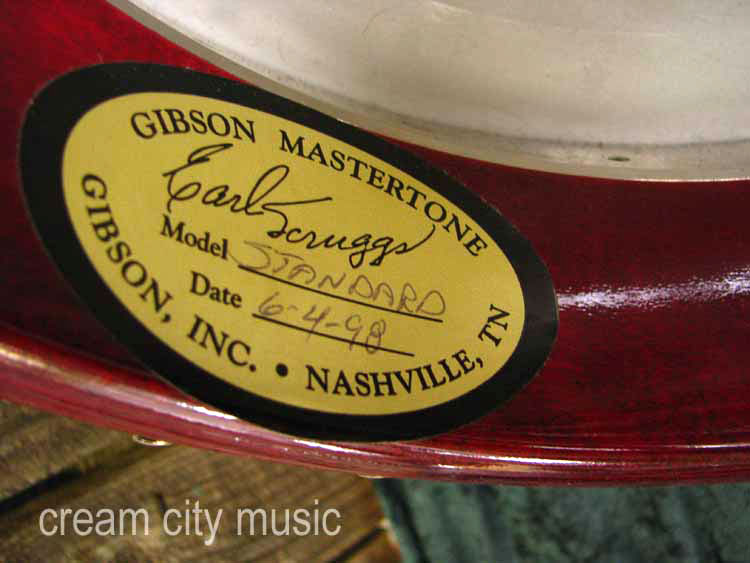 GIBSON MASTERTONE
Earl Scruggs
Model STANDARD
Date 6-4-98
GIBSON, INC. • NASHVILLE, TN
cream city music